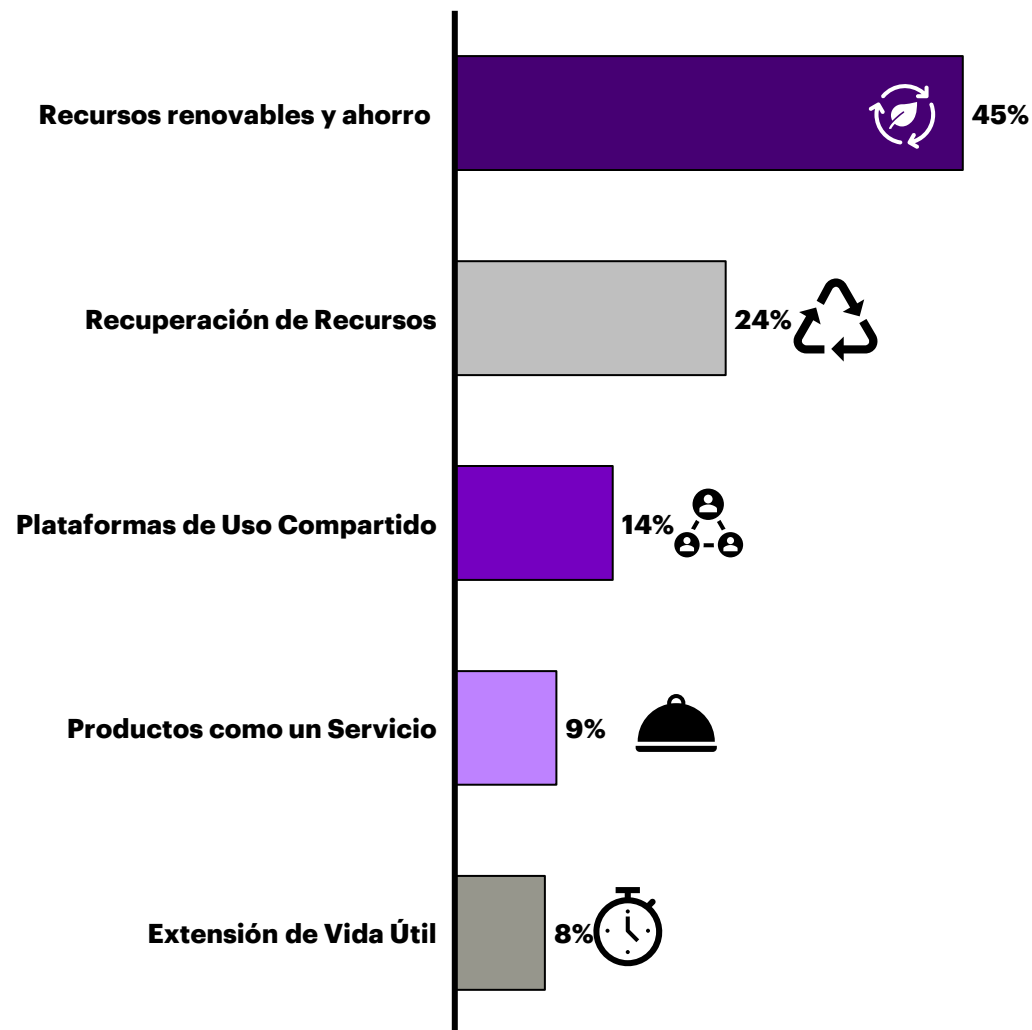 Recursos renovables y ahorro 45%
Recuperación de Recursos 24%
Plataformas de Uso Compartido 14%
Productos como un Servicio 9%
Extensión de Vida Útil 8%